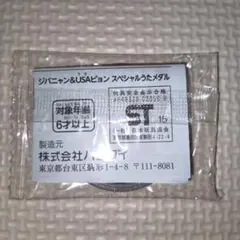 ジバニャン&USAピョン スペシャルうたメダル
対象年齢
6才以上
ST
15
製造元
株式会社バンダイ
東京都台東区駒形1-4-8 〒111-8081